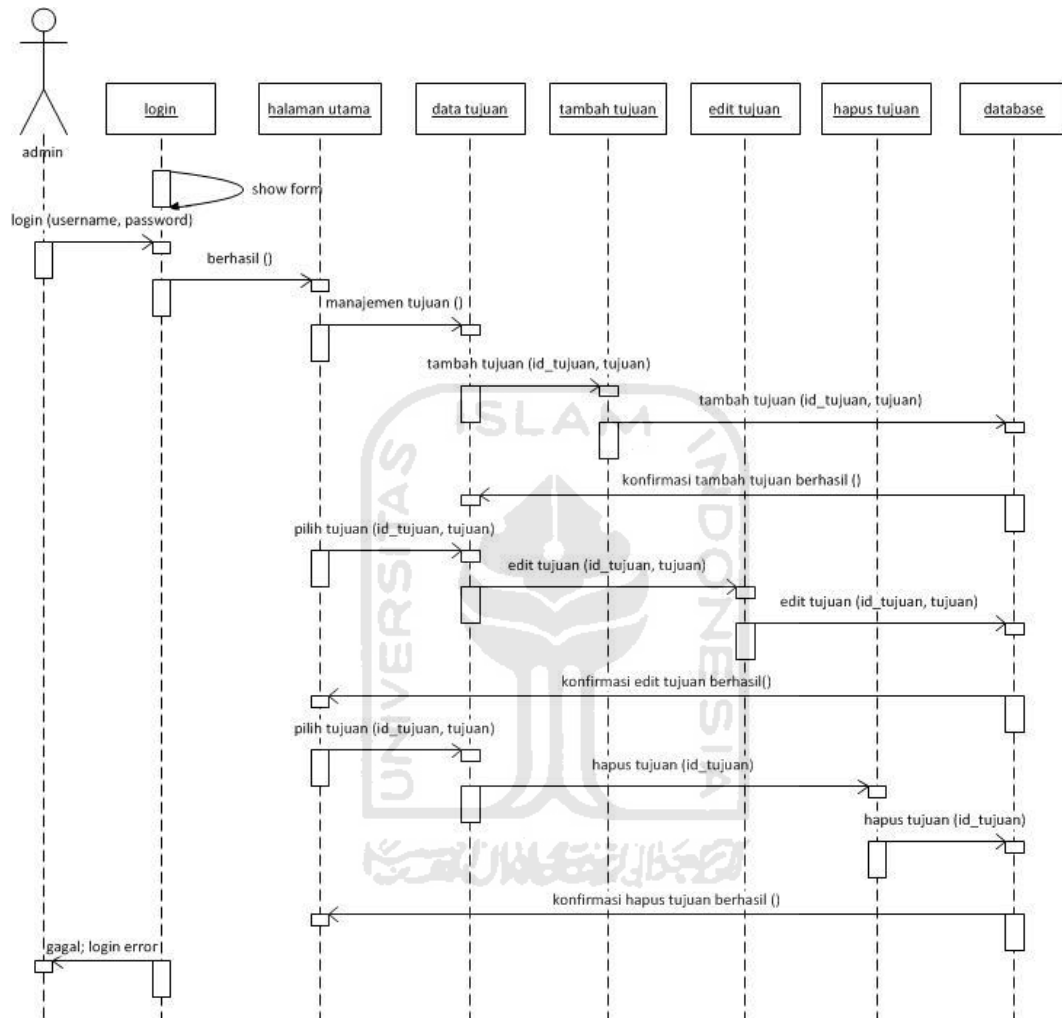 admin
login
halaman utama
data tujuan
tambah tujuan
edit tujuan
hapus tujuan
database
show form
login (username, password)
berhasil ()
manajemen tujuan ()
tambah tujuan (id_tujuan, tujuan)
tambah tujuan (id_tujuan, tujuan)
konfirmasi tambah tujuan berhasil ()
pilih tujuan (id_tujuan, tujuan)
edit tujuan (id_tujuan, tujuan)
edit tujuan (id_tujuan, tujuan)
konfirmasi edit tujuan berhasil()
pilih tujuan (id_tujuan, tujuan)
hapus tujuan (id_tujuan)
hapus tujuan (id_tujuan)
konfirmasi hapus tujuan berhasil ()
gagal; login error
UNIVERSITAS
ISLAM
INDONESIA